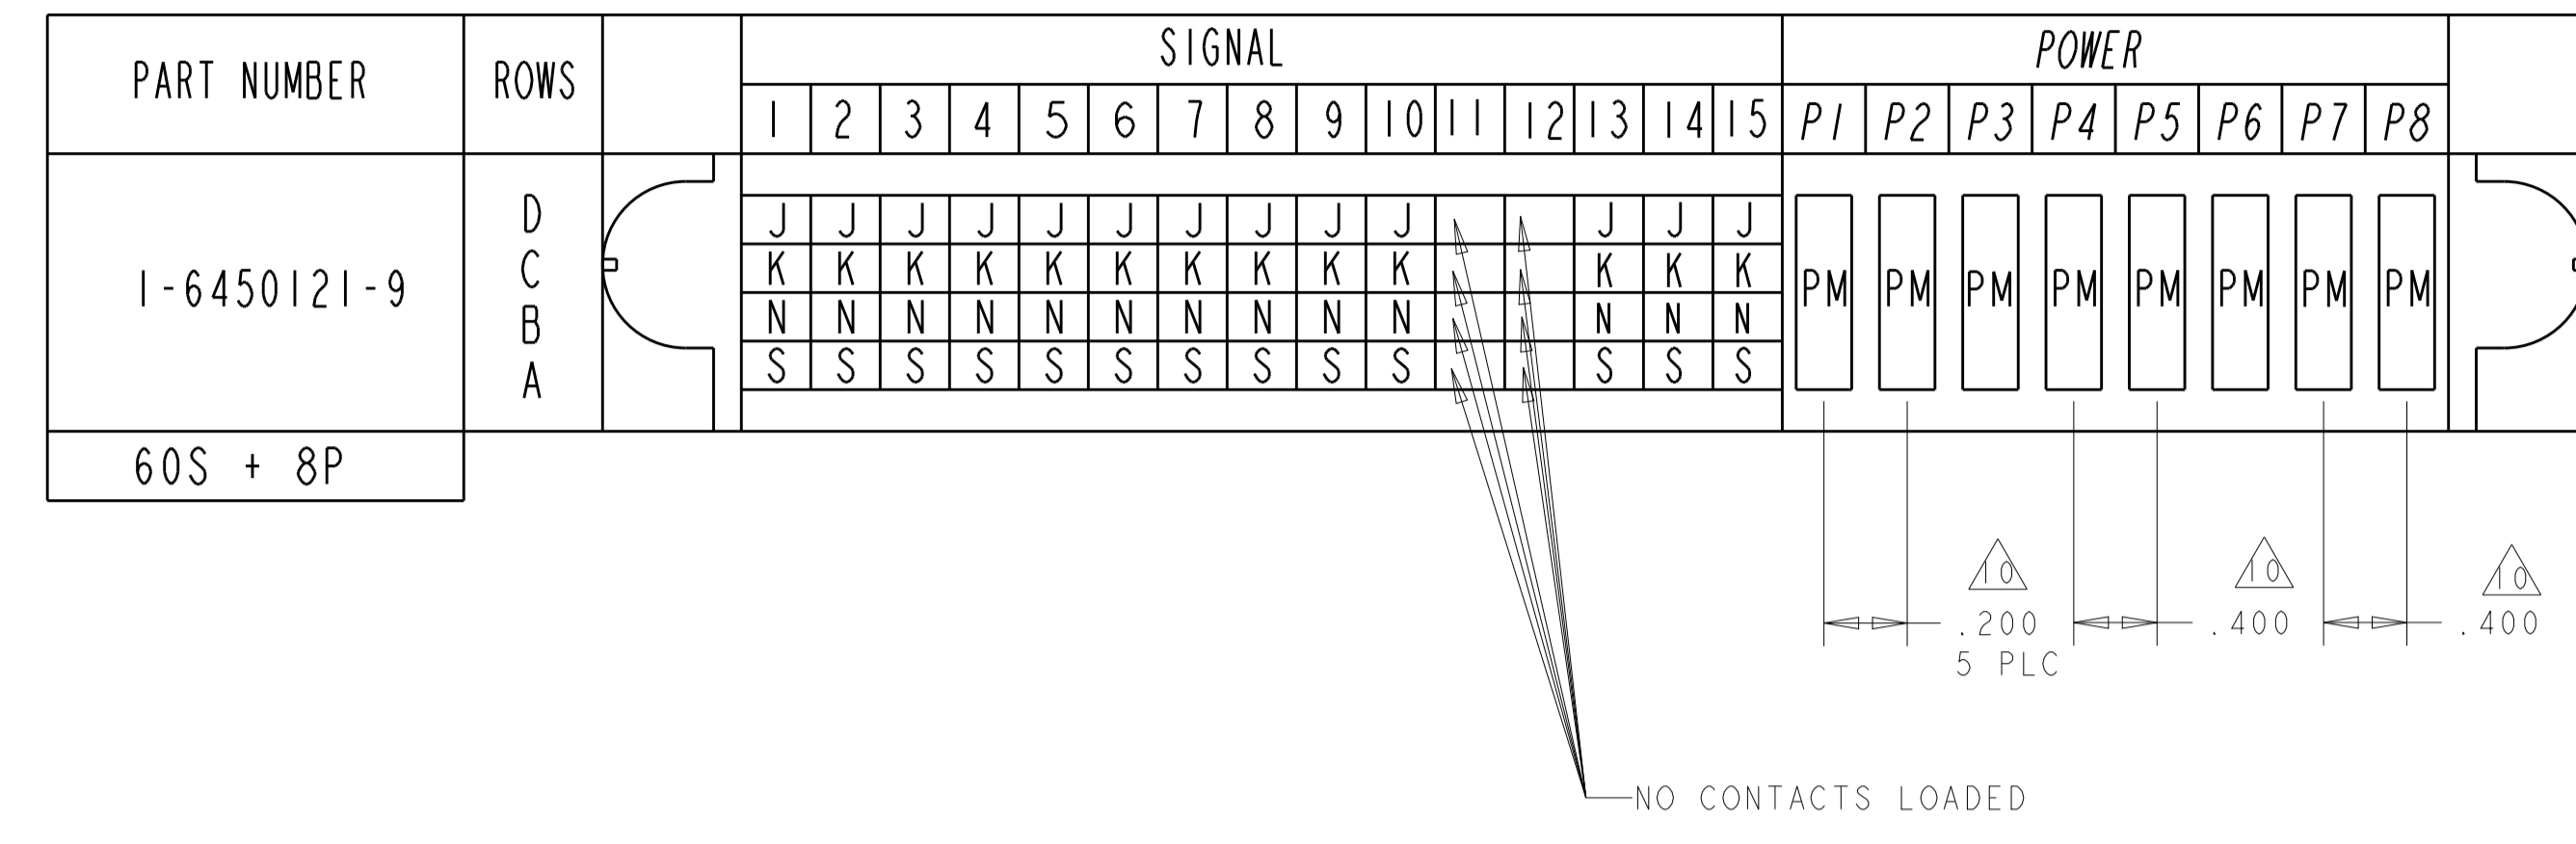 PART NUMBER ROWS SIGNAL POWER
1 2 3 4 5 6 7 8 9 10 11 12 13 14 15 P1 P2 P3 P4 P5 P6 P7 P8
D J J J J J J J J J J J J J
C K K K K K K K K K K K K K
1-6450121-9 PM PM PM PM PM PM PM PM
B N N N N N N N N N N N N N
A S S S S S S S S S S S S S
60S + 8P
10 10 10
.200 .400 .400
5 PLC
NO CONTACTS LOADED